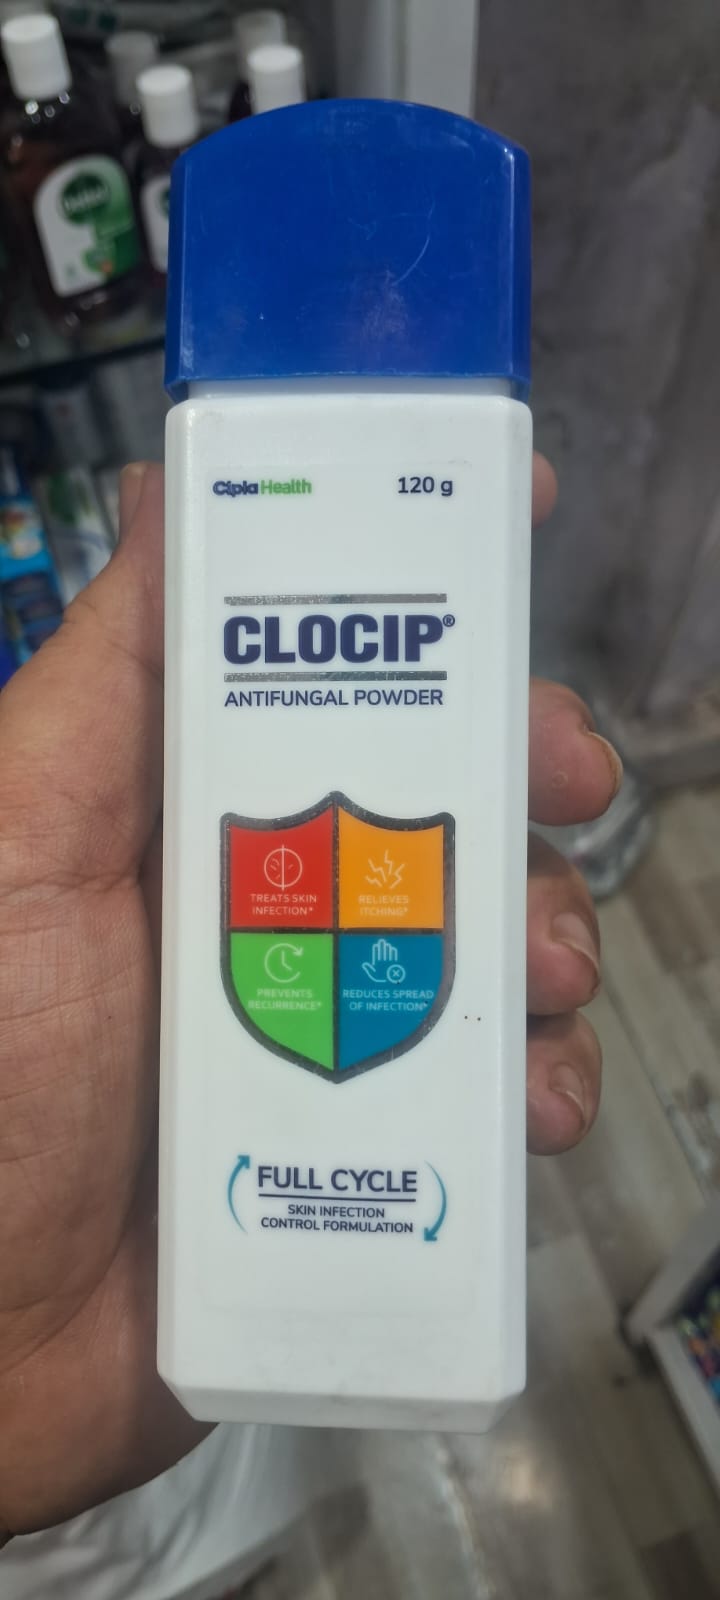 Dettol
CiplaHealth
120 g
CLOCIP®
ANTIFUNGAL POWDER
TREATS SKIN
INFECTION*
RELIEVES
ITCHING*
PREVENTS
RECURRENCE*
REDUCES SPREAD
OF INFECTION*
FULL CYCLE
SKIN INFECTION
CONTROL FORMULATION